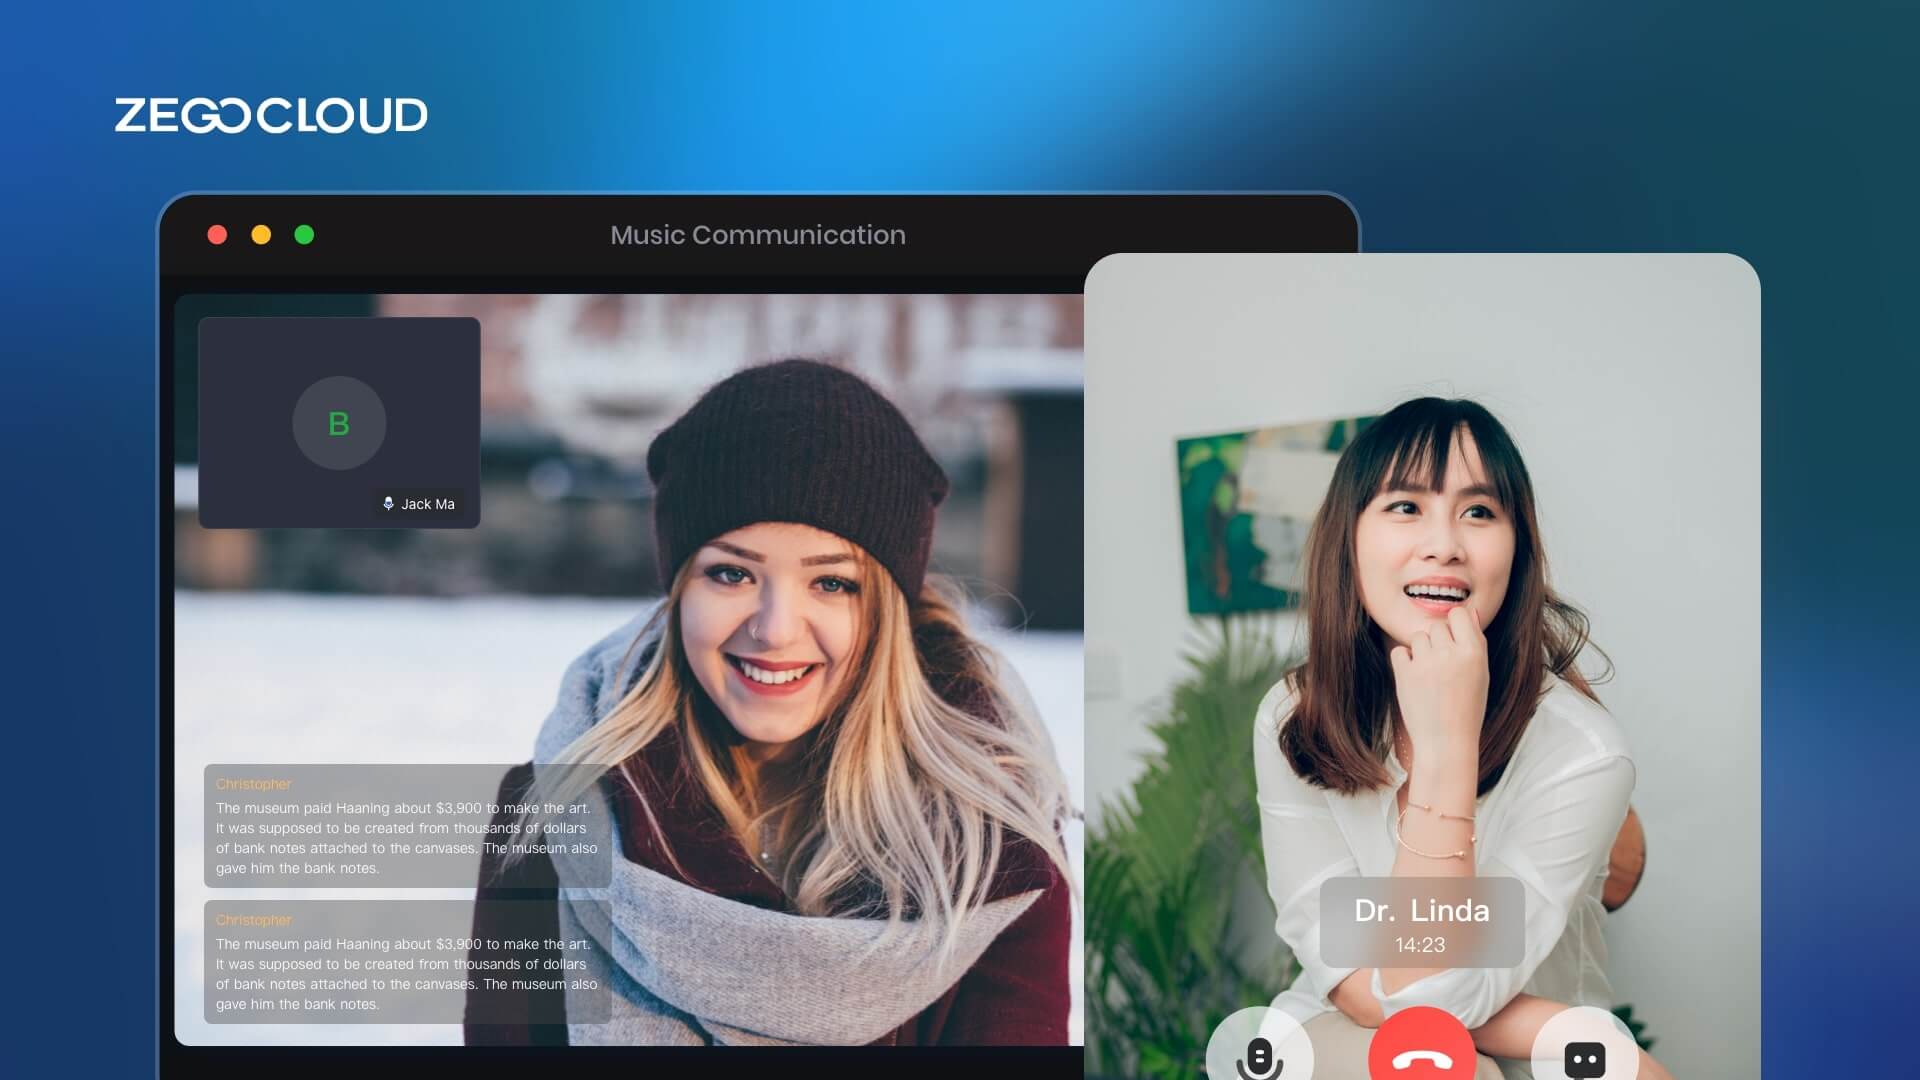 ZEGOCLOUD
Music Communication
B
Jack Ma
Christopher
The museum paid Haaning about $3,900 to make the art.
It was supposed to be created from thousands of dollars
of bank notes attached to the canvases. The museum also
gave him the bank notes.
Christopher
The museum paid Haaning about $3,900 to make the art.
It was supposed to be created from thousands of dollars
of bank notes attached to the canvases. The museum also
gave him the bank notes.
Dr. Linda
14:23